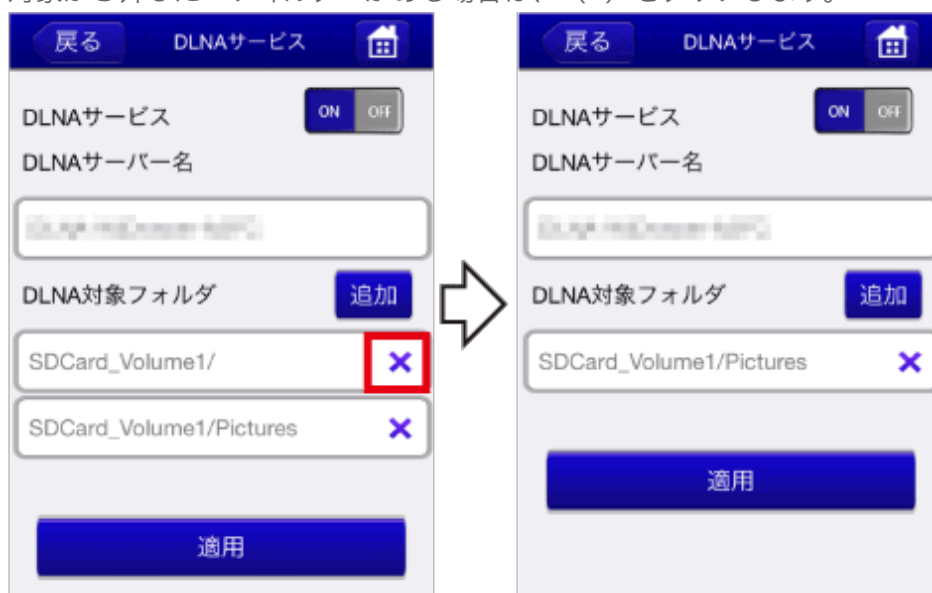 戻る DLNAサービス
DLNAサービス ON OFF
DLNAサーバー名
DLNA対象フォルダ 追加
SDCard_Volume1/ ×
SDCard_Volume1/Pictures ×
適用
戻る DLNAサービス
DLNAサービス ON OFF
DLNAサーバー名
DLNA対象フォルダ 追加
SDCard_Volume1/Pictures ×
適用